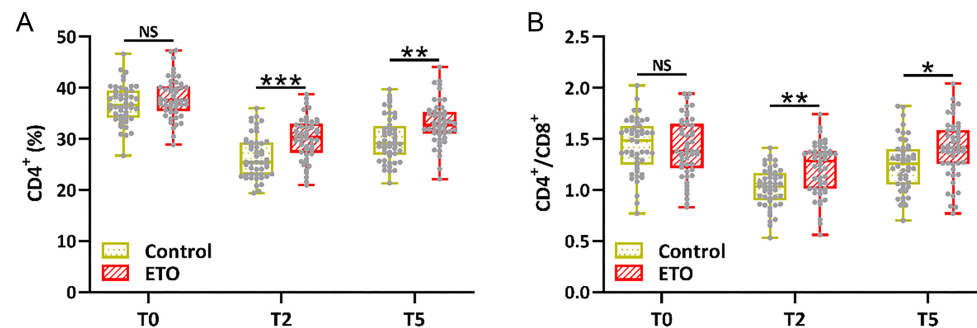 A
CD4⁺ (%)
50
40
30
20
10
0
NS
***
**
Control
ETO
T0
T2
T5
B
CD4⁺/CD8⁺
2.5
2.0
1.5
1.0
0.5
0.0
NS
**
*
Control
ETO
T0
T2
T5